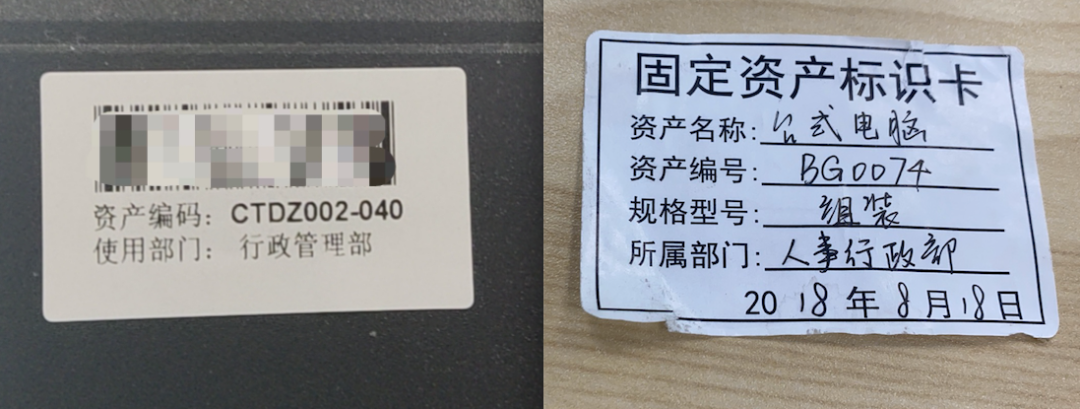 资产编码：CTDZ002-040
使用部门：行政管理部
固定资产标识卡
资产名称：台式电脑
资产编号：BG0074
规格型号：组装
所属部门：人事行政部
2018年8月18日